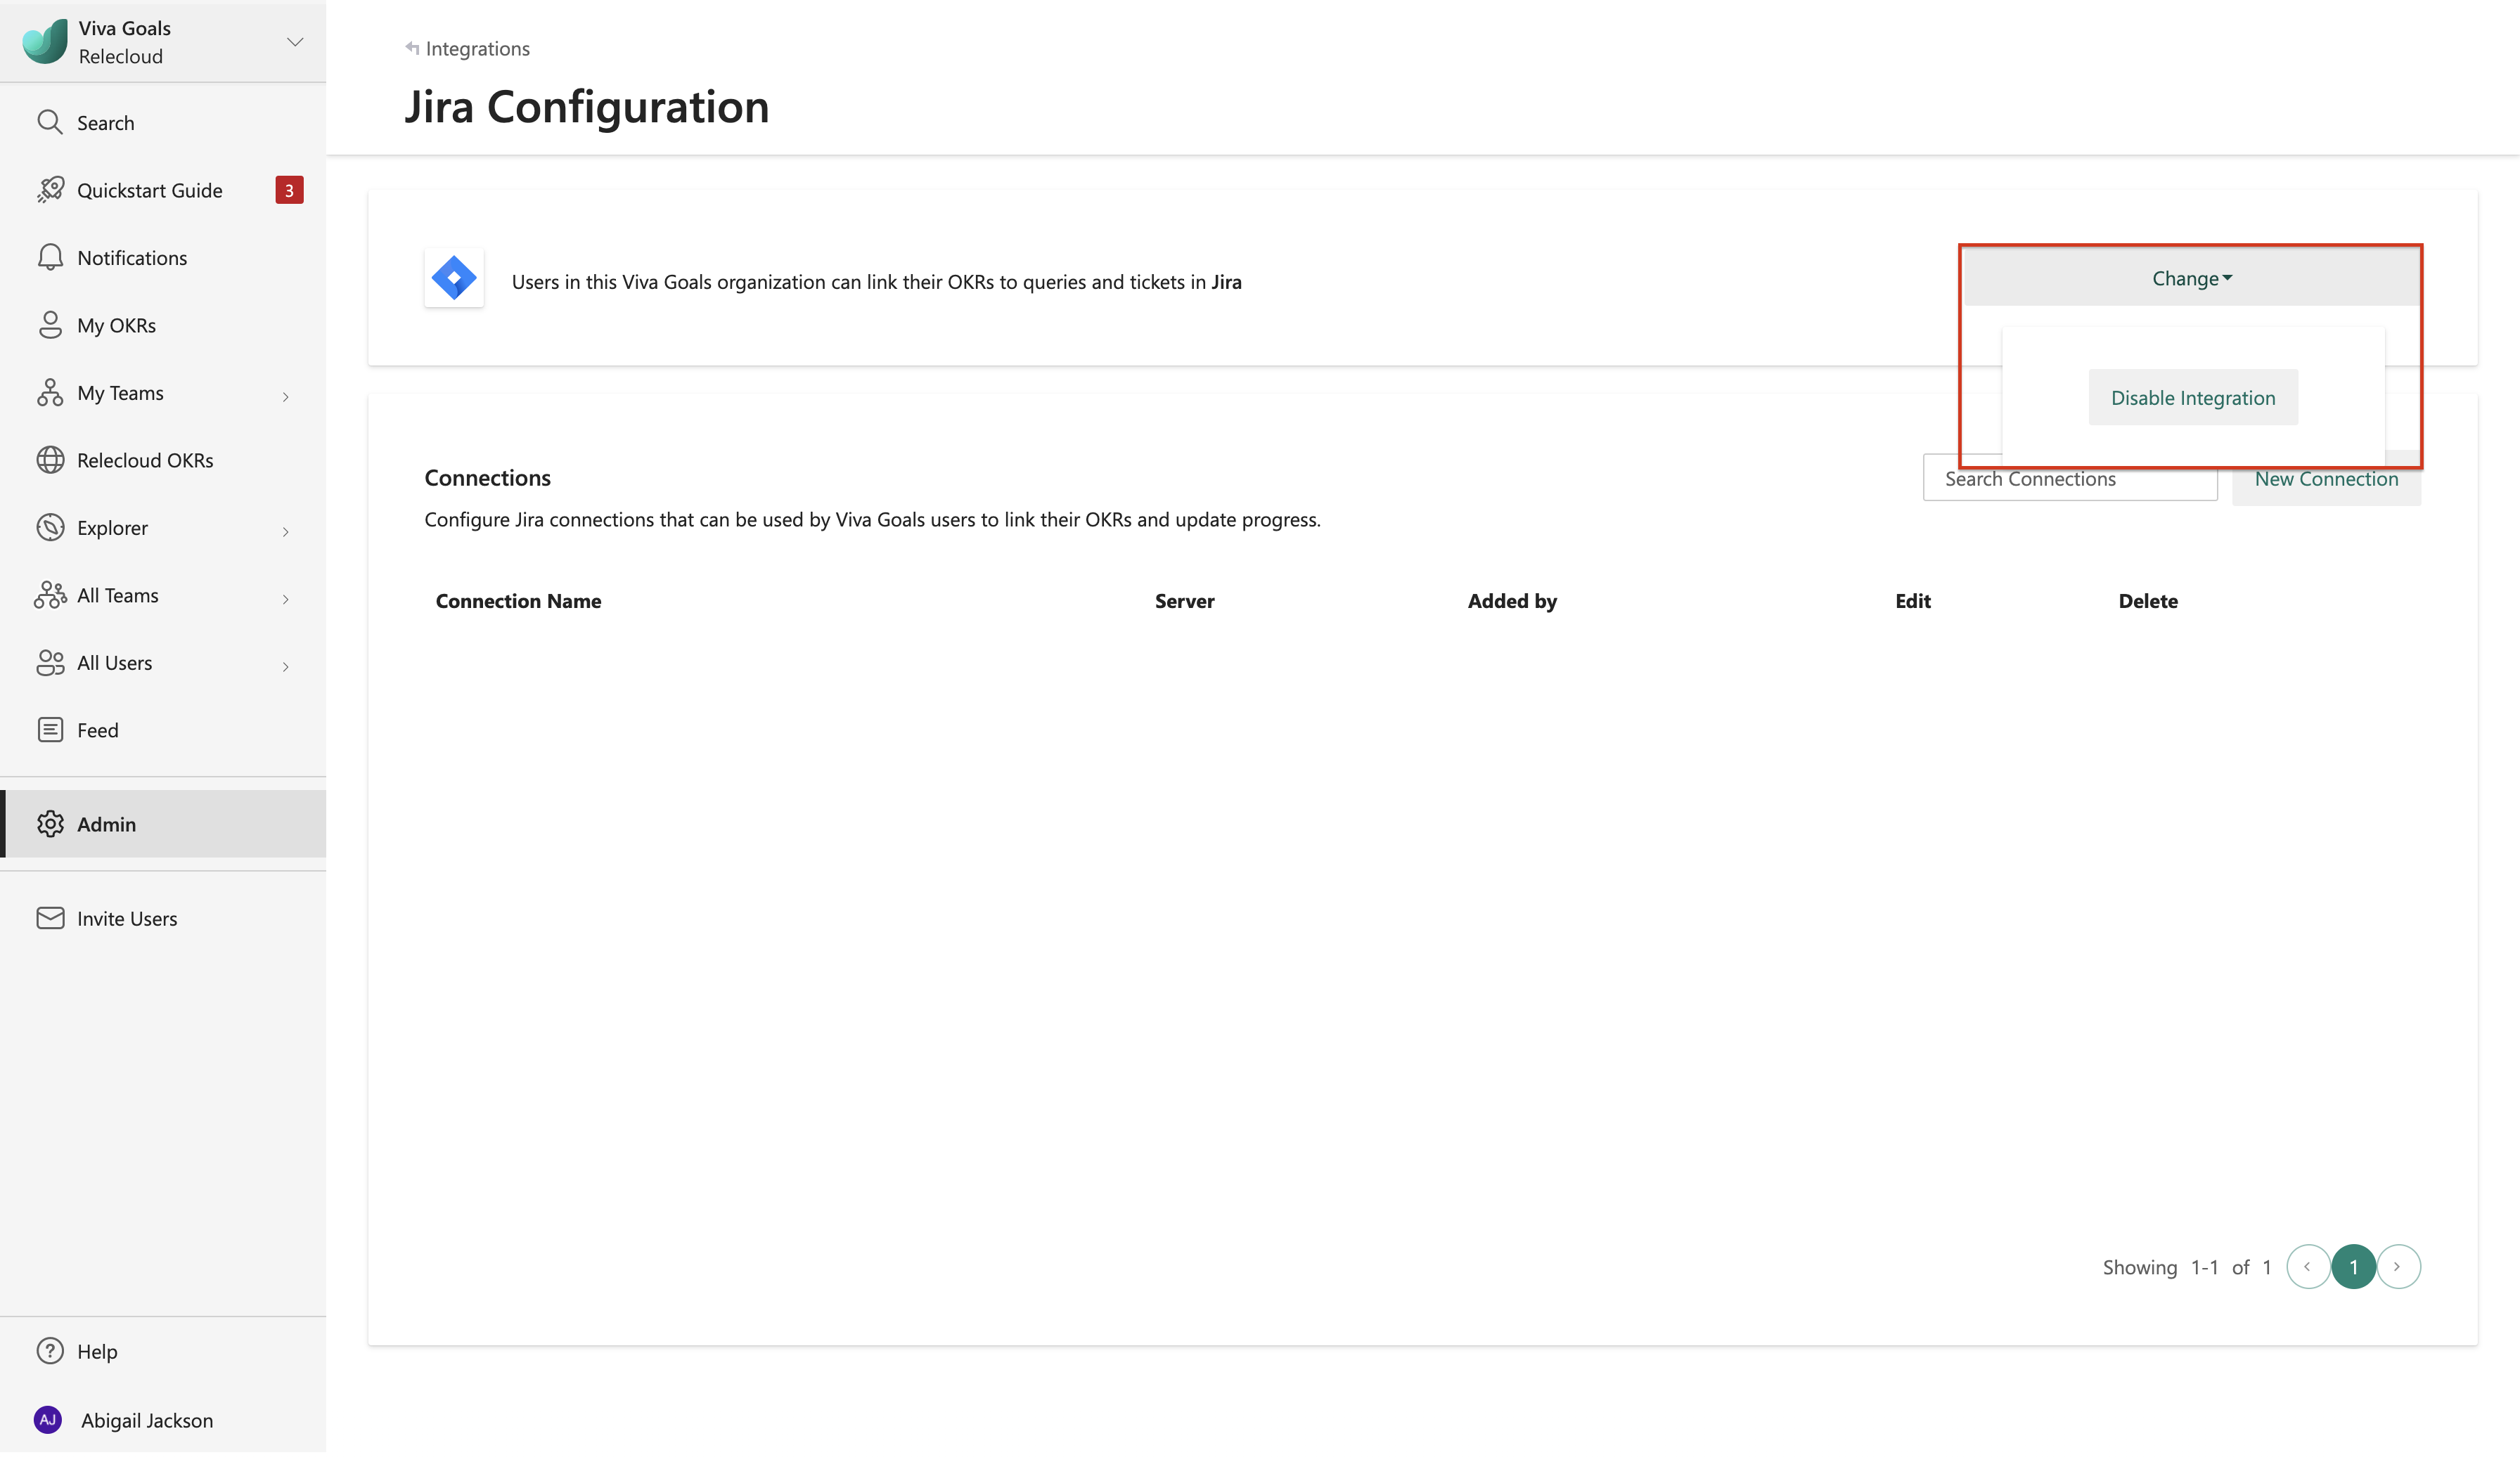 Viva Goals
Relecloud
Search
Quickstart Guide 3
Notifications
My OKRs
My Teams
Relecloud OKRs
Explorer
All Teams
All Users
Feed
Admin
Invite Users
Help
AJ Abigail Jackson
Integrations
Jira Configuration
Users in this Viva Goals organization can link their OKRs to queries and tickets in Jira
Change
Disable Integration
Connections
Search Connections
New Connection
Configure Jira connections that can be used by Viva Goals users to link their OKRs and update progress.
Connection Name Server Added by Edit Delete
Showing 1-1 of 1 1